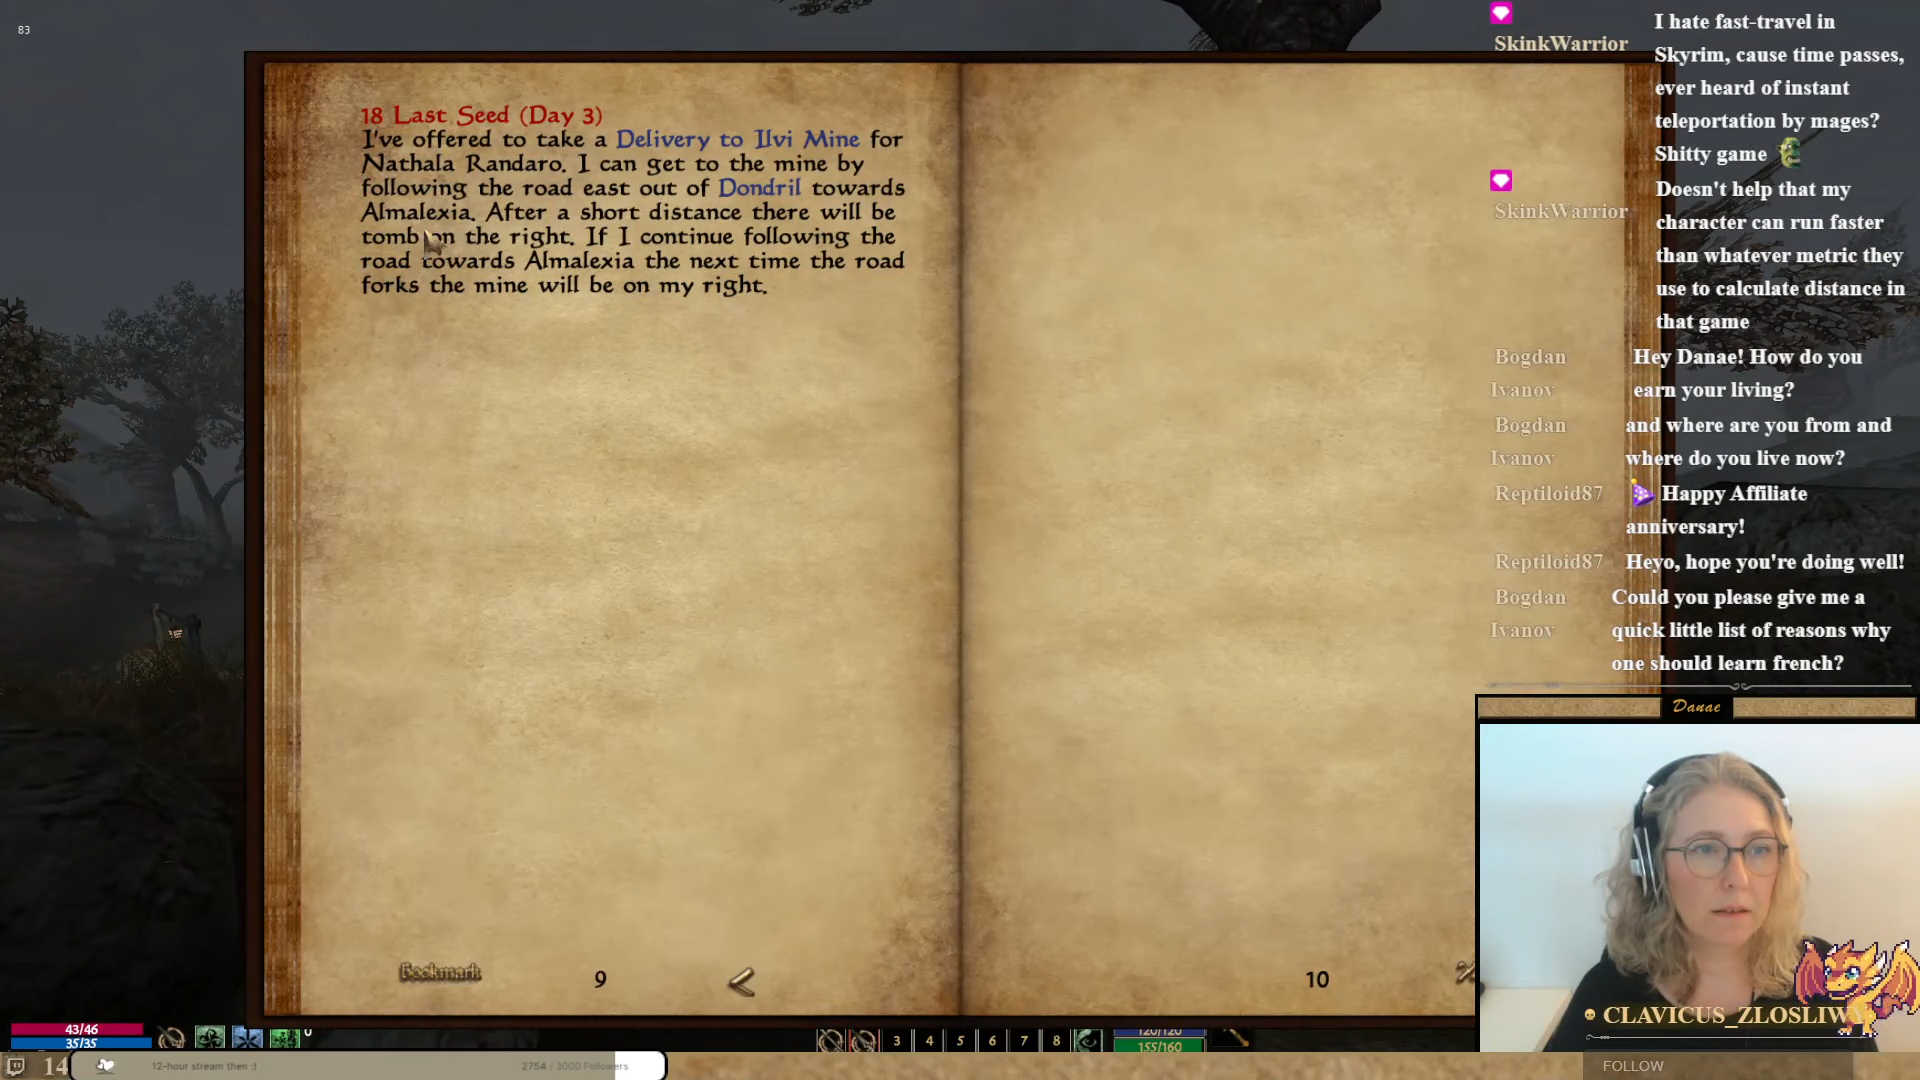 83
18 Last Seed (Day 3)
I've offered to take a Delivery to Ilvi Mine for
Nathala Randaro. I can get to the mine by
following the road east out of Dondril towards
Almalexia. After a short distance there will be
tomb on the right. If I continue following the
road towards Almalexia the next time the road
forks the mine will be on my right.
Bookmark
9
10
SkinkWarrior
I hate fast-travel in
Skyrim, cause time passes,
ever heard of instant
teleportation by mages?
Shitty game
SkinkWarrior
Doesn't help that my
character can run faster
than whatever metric they
use to calculate distance in
that game
Bogdan Ivanov
Hey Danae! How do you
earn your living?
Bogdan Ivanov
and where are you from and
where do you live now?
Reptiloid87
Happy Affiliate
anniversary!
Reptiloid87
Heyo, hope you're doing well!
Bogdan Ivanov
Could you please give me a
quick little list of reasons why
one should learn french?
Danae
CLAVICUS_ZLOSLIW
FOLLOW
43/46
35/35
0
3 4 5 6 7 8
120/120
155/160
14
12-hour stream then :)
2754 / 3000 Followers